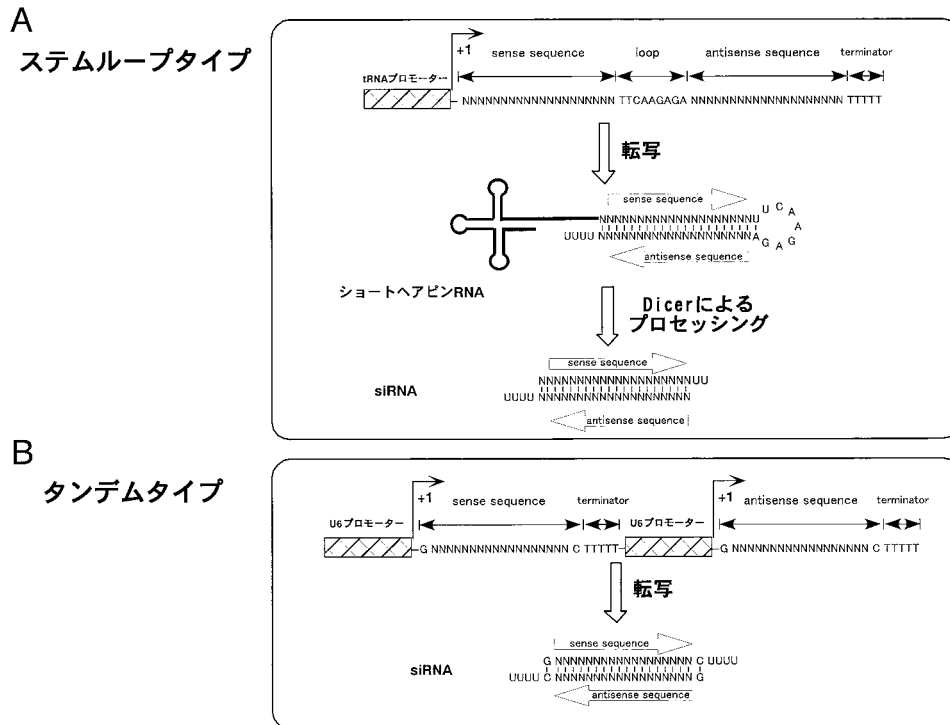 A
ステムループタイプ
+1
sense sequence
loop
antisense sequence
terminator
tRNAプロモーター
NNNNNNNNNNNNNNNNNNN TTCAAGAGA NNNNNNNNNNNNNNNNNNN TTTTT
転写
sense sequence
NNNNNNNNNNNNNNNNNNNU
U C A A G A G A
UUUU NNNNNNNNNNNNNNNNNNN
antisense sequence
ショートヘアピンRNA
Dicerによる
プロセッシング
sense sequence
NNNNNNNNNNNNNNNNNNNUU
siRNA
UUUU NNNNNNNNNNNNNNNNNNN
antisense sequence
B
タンデムタイプ
+1
sense sequence
terminator
+1
antisense sequence
terminator
U6プロモーター
U6プロモーター
G NNNNNNNNNNNNNNNNNN C TTTTT
G NNNNNNNNNNNNNNNNNN C TTTTT
転写
sense sequence
G NNNNNNNNNNNNNNNNNN C UUUU
siRNA
UUUU C NNNNNNNNNNNNNNNNNN G
antisense sequence